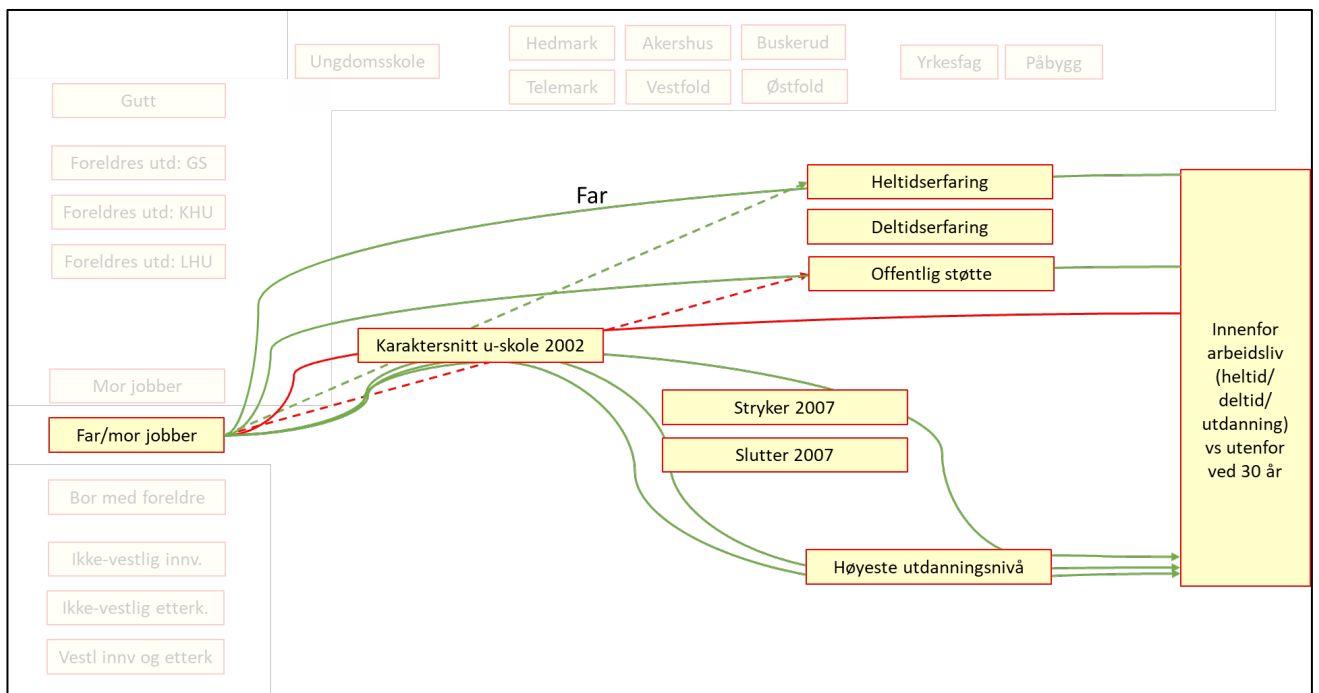 Ungdomsskole
Hedmark
Akershus
Buskerud
Telemark
Vestfold
Østfold
Yrkesfag
Påbygg
Gutt
Foreldres utd: GS
Foreldres utd: KHU
Foreldres utd: LHU
Mor jobber
Far/mor jobber
Bor med foreldre
Ikke-vestlig innv.
Ikke-vestlig etterk.
Vestl innv og etterk
Far
Karaktersnitt u-skole 2002
Heltidserfaring
Deltidserfaring
Offentlig støtte
Stryker 2007
Slutter 2007
Høyeste utdanningsnivå
Innenfor
arbeidsliv
(heltid/
deltid/
utdanning)
vs utenfor
ved 30 år